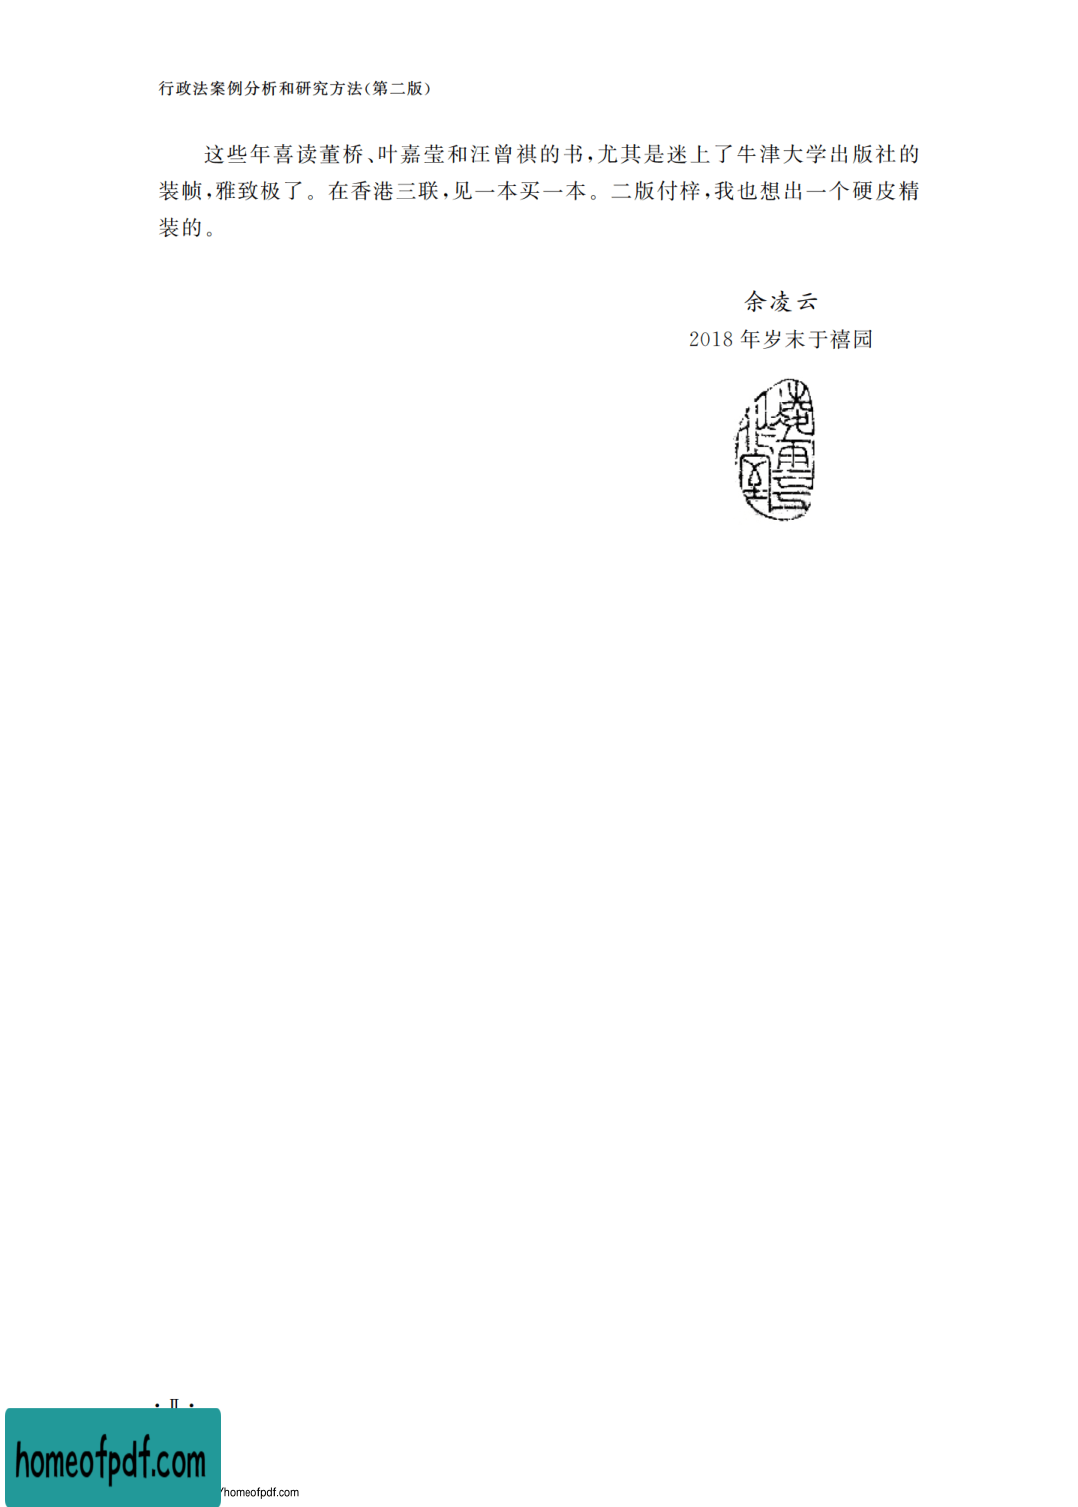 行政法案例分析和研究方法(第二版)
这些年喜读董桥、叶嘉莹和汪曾祺的书,尤其是迷上了牛津大学出版社的
装帧,雅致极了。在香港三联,见一本买一本。二版付梓,我也想出一个硬皮精
装的。
余凌云
2018 年岁末于禧园
· Ⅱ ·
homeofpdf.com
/homeofpdf.com